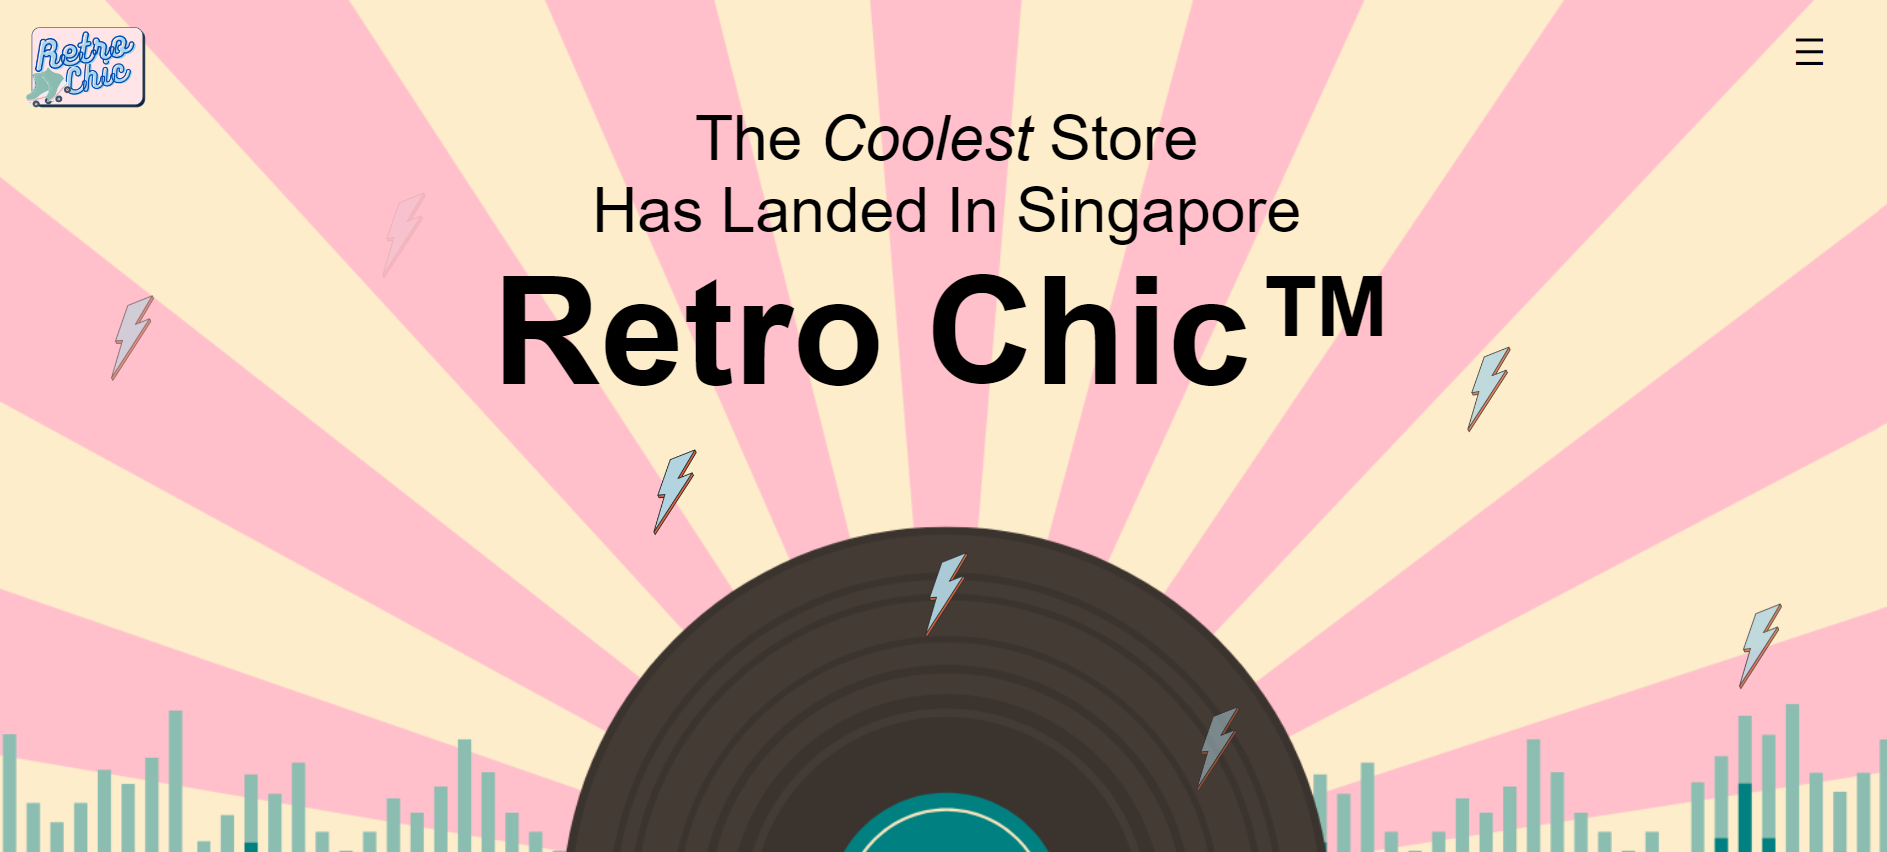 Retro
Chic
The Coolest Store
Has Landed In Singapore
Retro Chic™